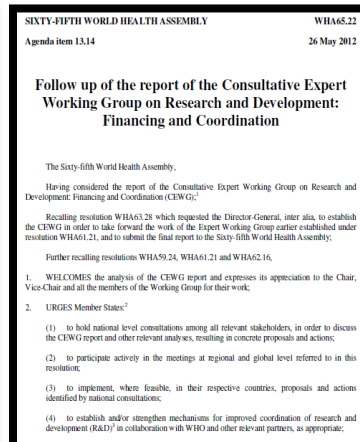 SIXTY-FIFTH WORLD HEALTH ASSEMBLY WHA65.22
Agenda item 13.14 26 May 2012
Follow up of the report of the Consultative Expert
Working Group on Research and Development:
Financing and Coordination
The Sixty-fifth World Health Assembly,
Having considered the report of the Consultative Expert Working Group on Research and
Development: Financing and Coordination (CEWG);1
Recalling resolution WHA63.28 which requested the Director-General, inter alia, to establish
the CEWG in order to take forward the work of the Expert Working Group earlier established under
resolution WHA61.21, and to submit the final report to the Sixty-fifth World Health Assembly;
Further recalling resolutions WHA59.24, WHA61.21 and WHA62.16,
1. WELCOMES the analysis of the CEWG report and expresses its appreciation to the Chair,
Vice-Chair and all the members of the Working Group for their work;
2. URGES Member States:2
(1) to hold national level consultations among all relevant stakeholders, in order to discuss
the CEWG report and other relevant analyses, resulting in concrete proposals and actions;
(2) to participate actively in the meetings at regional and global level referred to in this
resolution;
(3) to implement, where feasible, in their respective countries, proposals and actions
identified by national consultations;
(4) to establish and/or strengthen mechanisms for improved coordination of research and
development (R&D)3 in collaboration with WHO and other relevant partners, as appropriate;